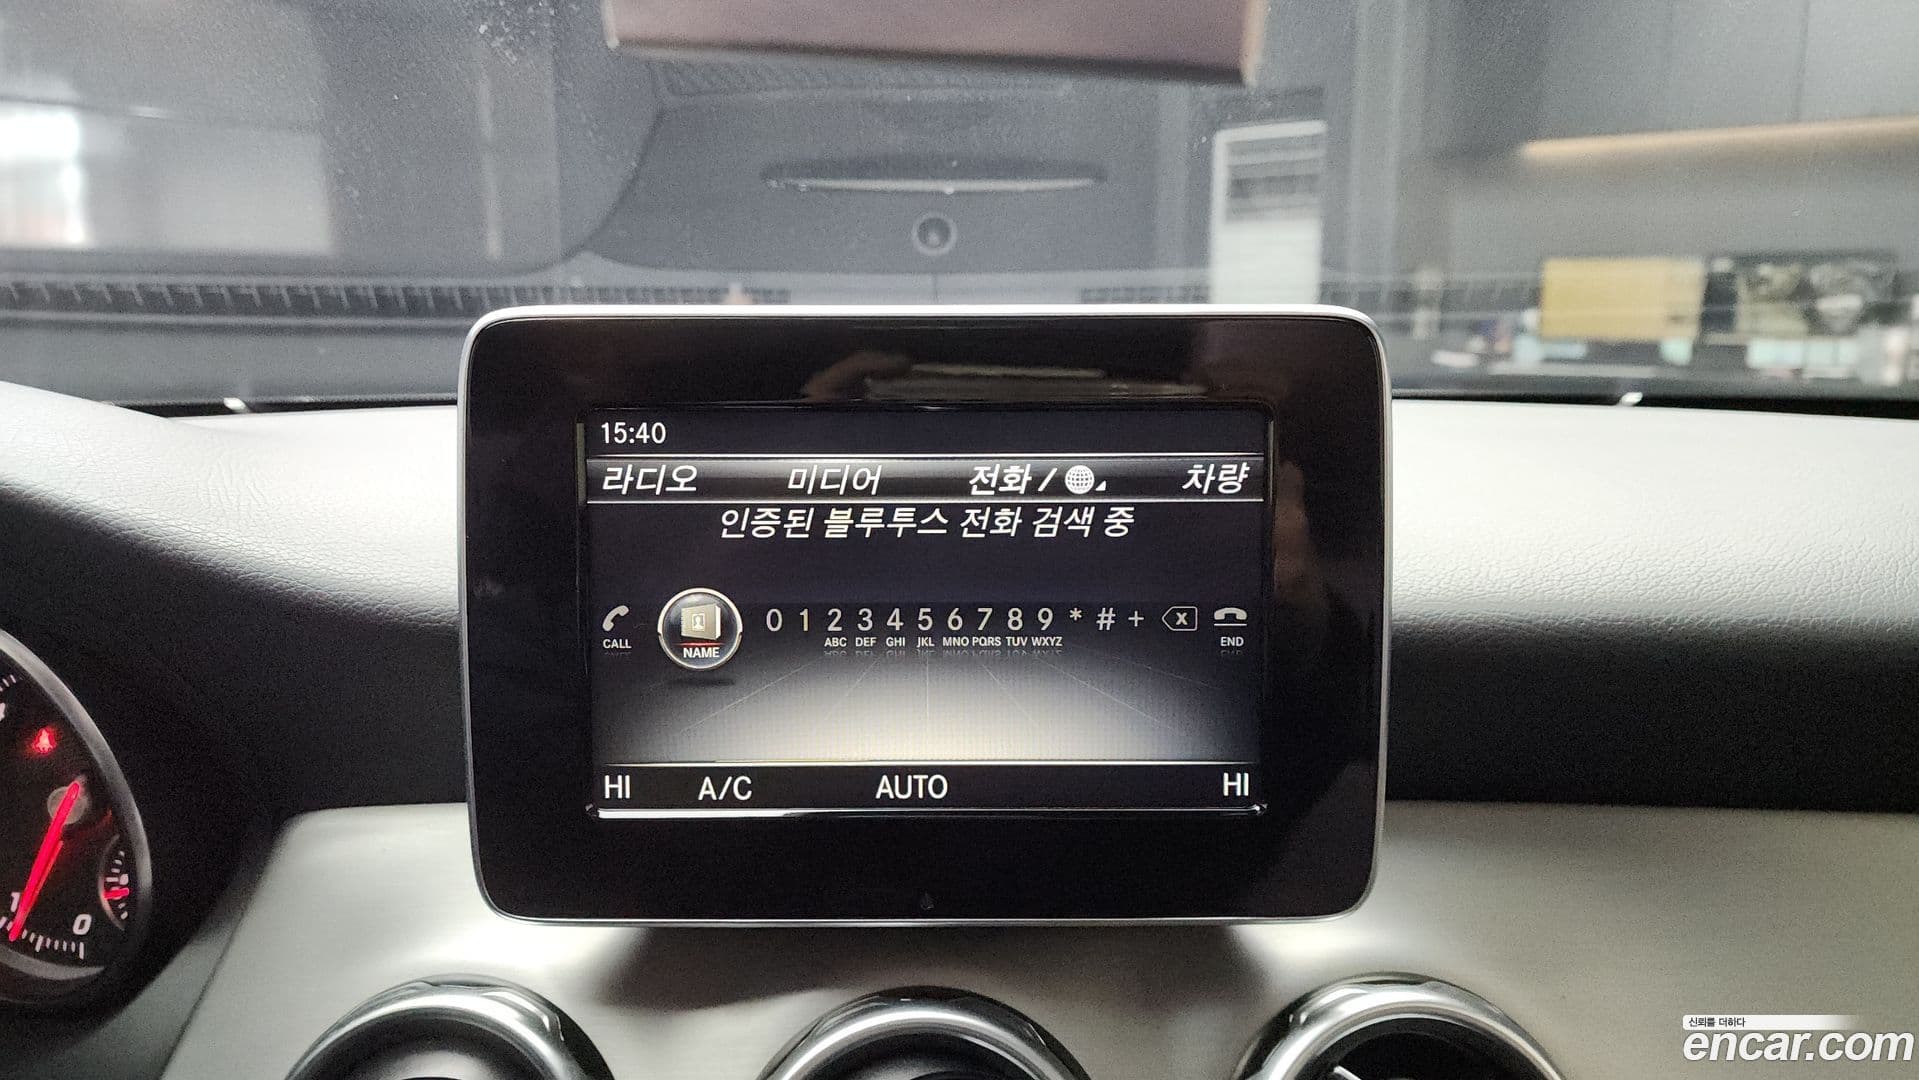 15:40
라디오 미디어 전화 / 차량
인증된 블루투스 전화 검색 중
CALL NAME 0 1 2 3 4 5 6 7 8 9 * # + X END
ABC DEF GHI JKL MNO PQRS TUV WXYZ
HI A/C AUTO HI
1 0
신뢰를 더하다
encar.com